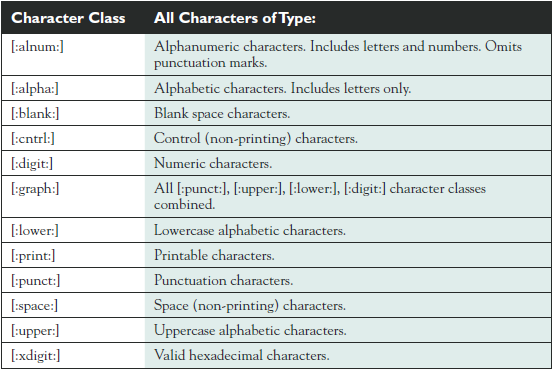 Character Class All Characters of Type:
[:alnum:] Alphanumeric characters. Includes letters and numbers. Omits
punctuation marks.
[:alpha:] Alphabetic characters. Includes letters only.
[:blank:] Blank space characters.
[:cntrl:] Control (non-printing) characters.
[:digit:] Numeric characters.
[:graph:] All [:punct:], [:upper:], [:lower:], [:digit:] character classes
combined.
[:lower:] Lowercase alphabetic characters.
[:print:] Printable characters.
[:punct:] Punctuation characters.
[:space:] Space (non-printing) characters.
[:upper:] Uppercase alphabetic characters.
[:xdigit:] Valid hexadecimal characters.